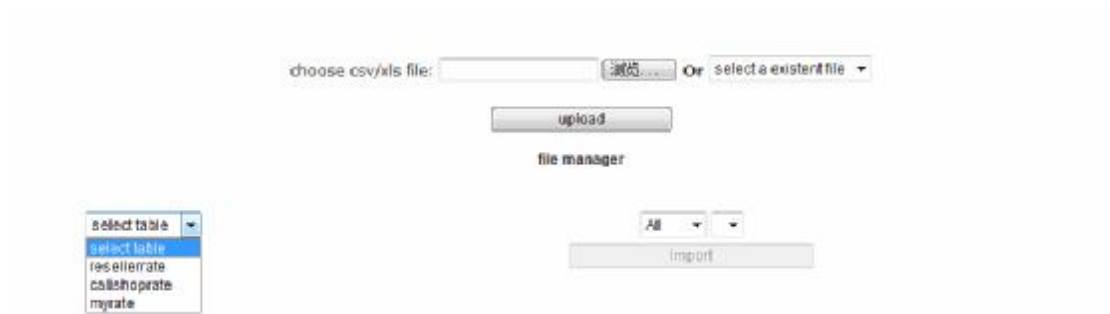 choose csv/xls file: 浏览... Or select a existent file
upload
file manager
select table All
select table
import
resellerrate
callshoprate
myrate